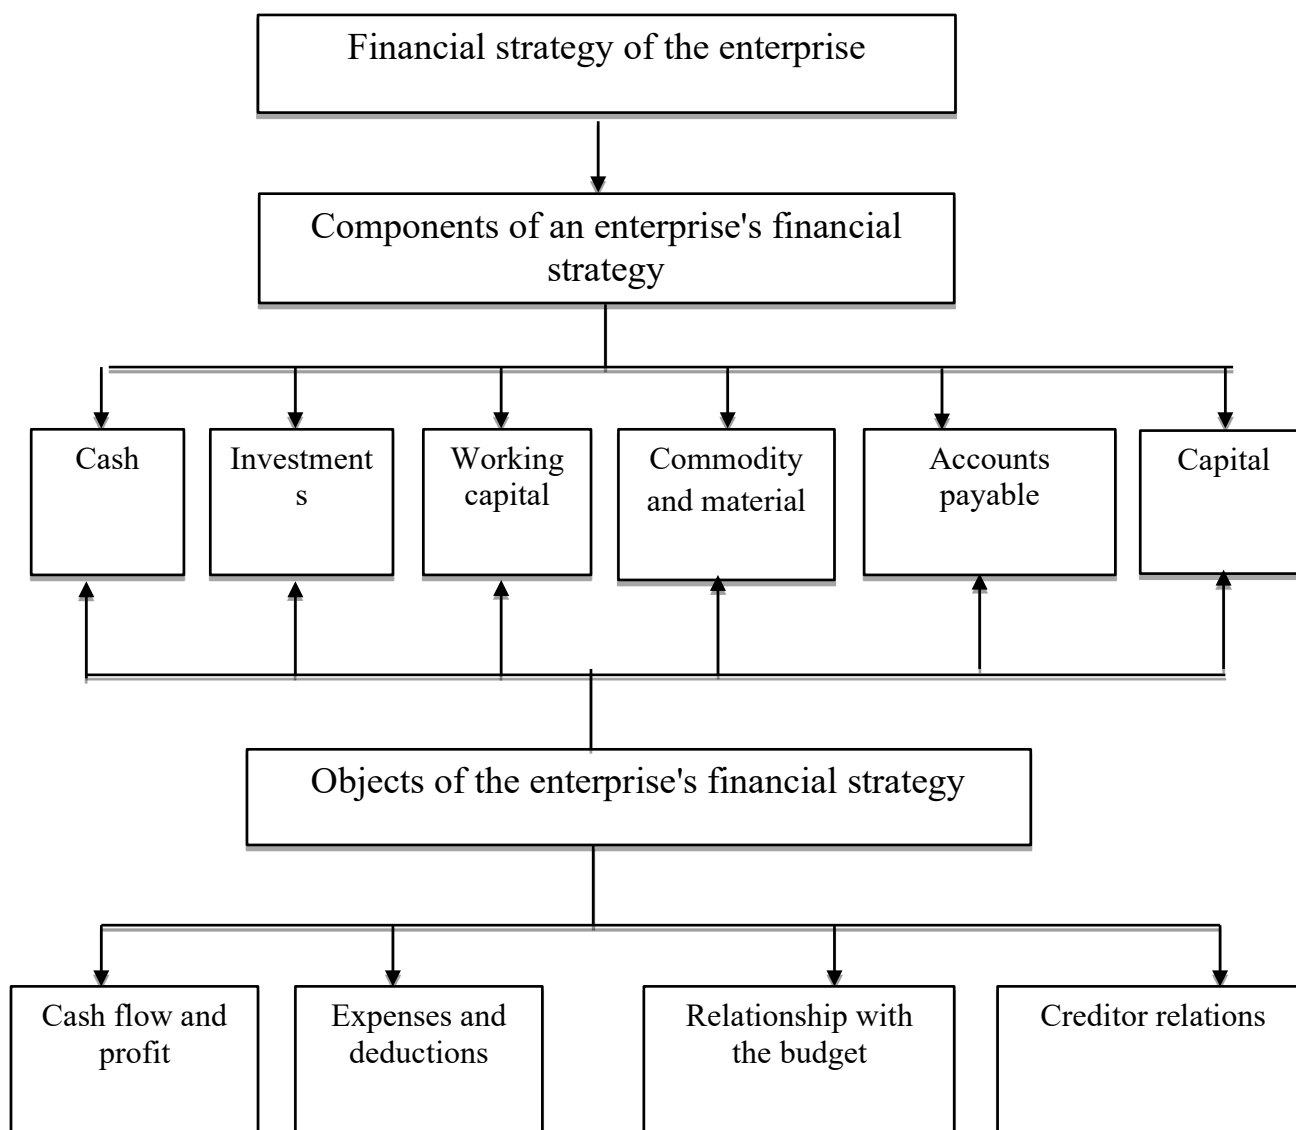 Financial strategy of the enterprise
Components of an enterprise's financial
strategy
Cash
Investment
s
Working
capital
Commodity
and material
Accounts
payable
Capital
Objects of the enterprise's financial strategy
Cash flow and
profit
Expenses and
deductions
Relationship with
the budget
Creditor relations